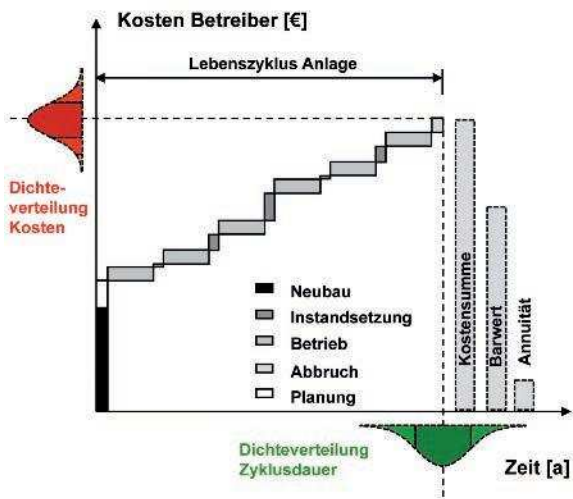 Kosten Betreiber [€]
Lebenszyklus Anlage
Dichte-
verteilung
Kosten
Neubau
Instandsetzung
Betrieb
Abbruch
Planung
Kostensumme
Barwert
Annuität
Dichteverteilung
Zyklusdauer
Zeit [a]